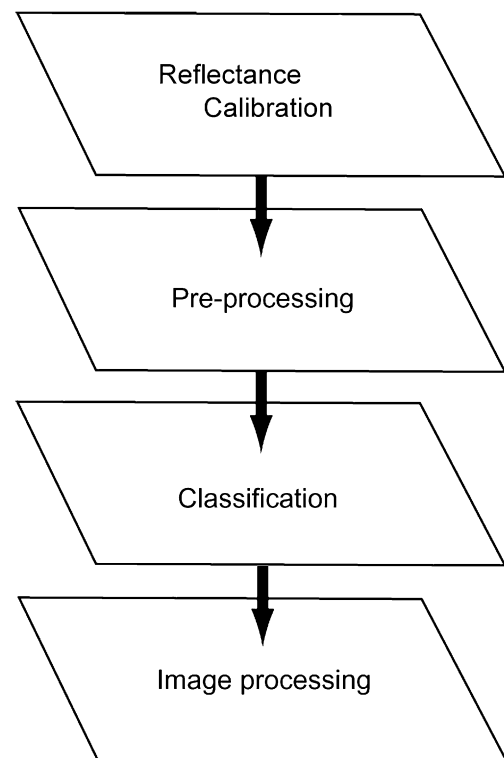 Reflectance
Calibration
Pre-processing
Classification
Image processing